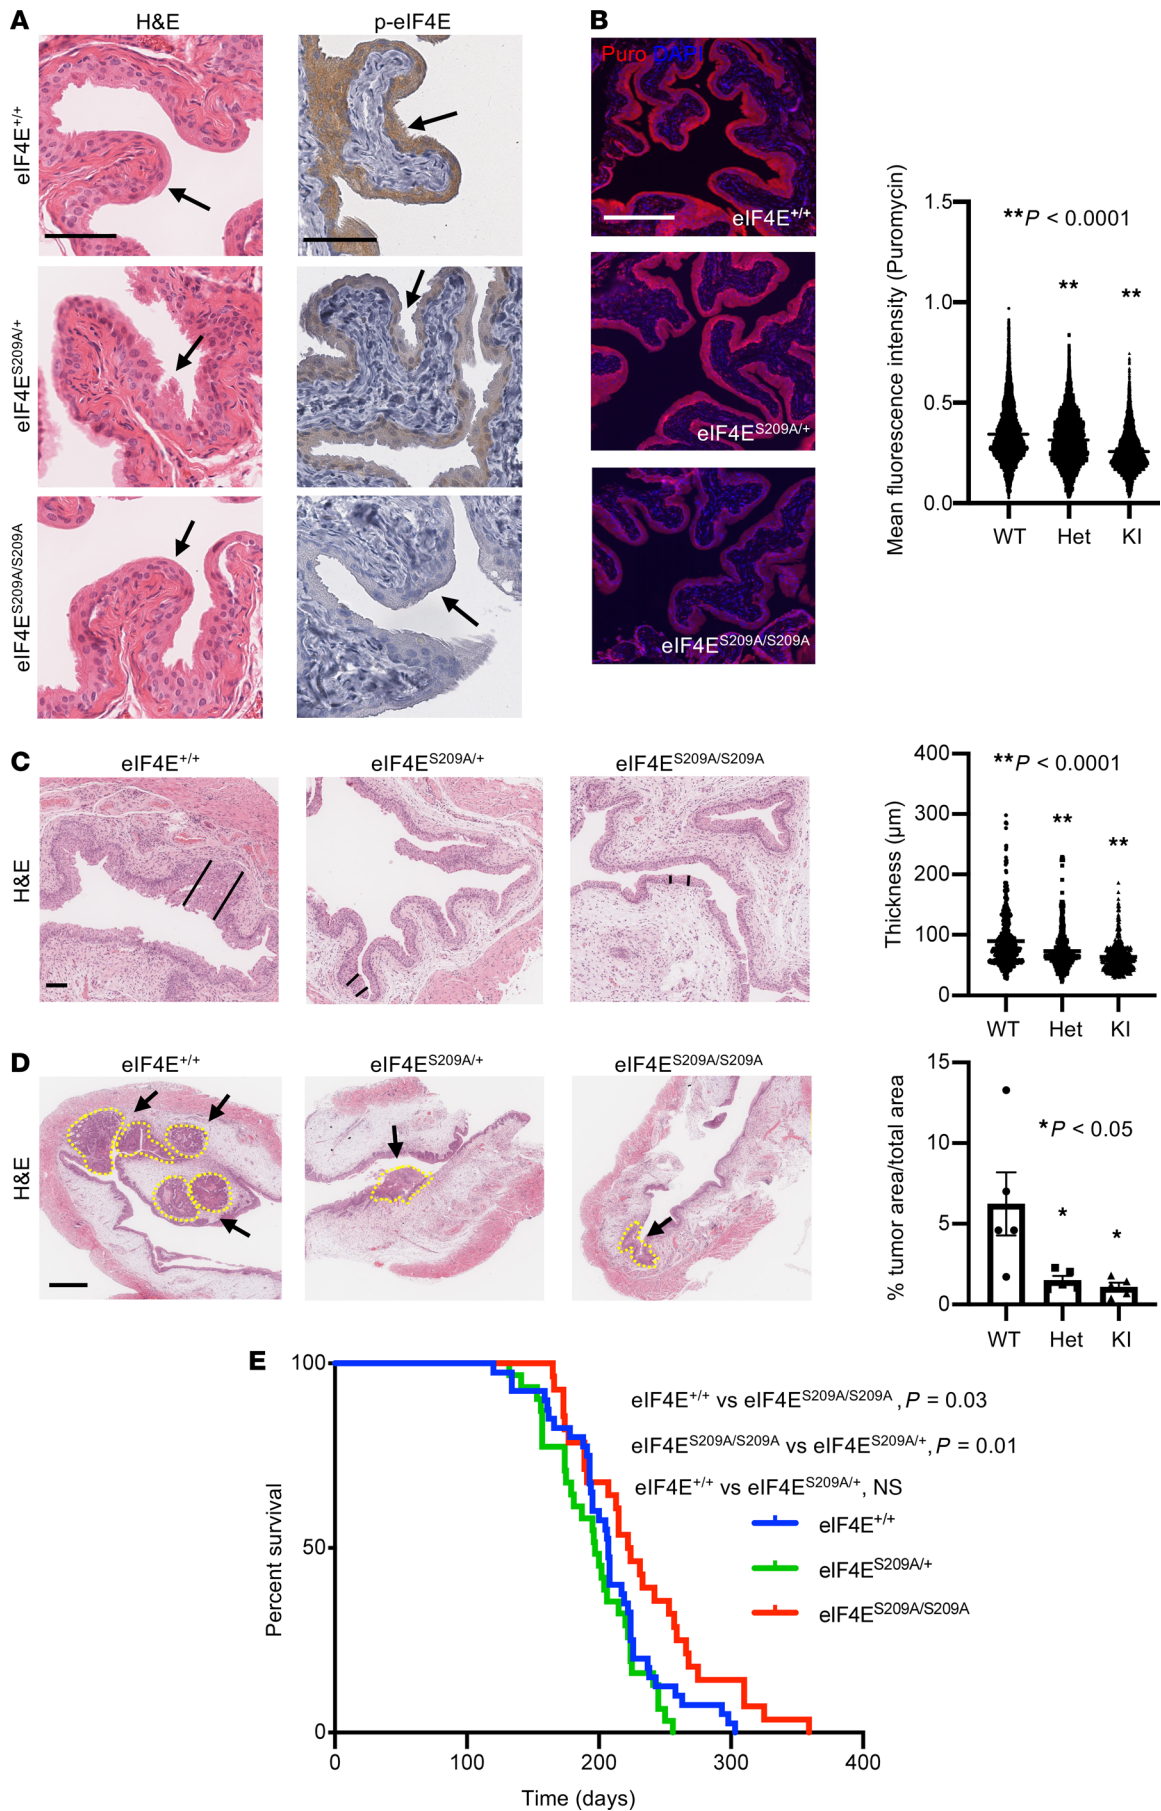 A
H&E
p-eIF4E
eIF4E+/+
eIF4ES209A/+
eIF4ES209A/S209A
B
Puro DAPI
eIF4E+/+
eIF4ES209A/+
eIF4ES209A/S209A
Mean fluorescence intensity (Puromycin)
1.5
1.0
0.5
0.0
**P < 0.0001
**
**
WT Het KI
C
eIF4E+/+
eIF4ES209A/+
eIF4ES209A/S209A
H&E
Thickness (µm)
400
300
200
100
0
**P < 0.0001
**
**
WT Het KI
D
eIF4E+/+
eIF4ES209A/+
eIF4ES209A/S209A
H&E
% tumor area/total area
15
10
5
0
*P < 0.05
*
*
WT Het KI
E
Percent survival
100
50
0
eIF4E+/+ vs eIF4ES209A/S209A, P = 0.03
eIF4ES209A/S209A vs eIF4ES209A/+, P = 0.01
eIF4E+/+ vs eIF4ES209A/+, NS
eIF4E+/+
eIF4ES209A/+
eIF4ES209A/S209A
0 100 200 300 400
Time (days)